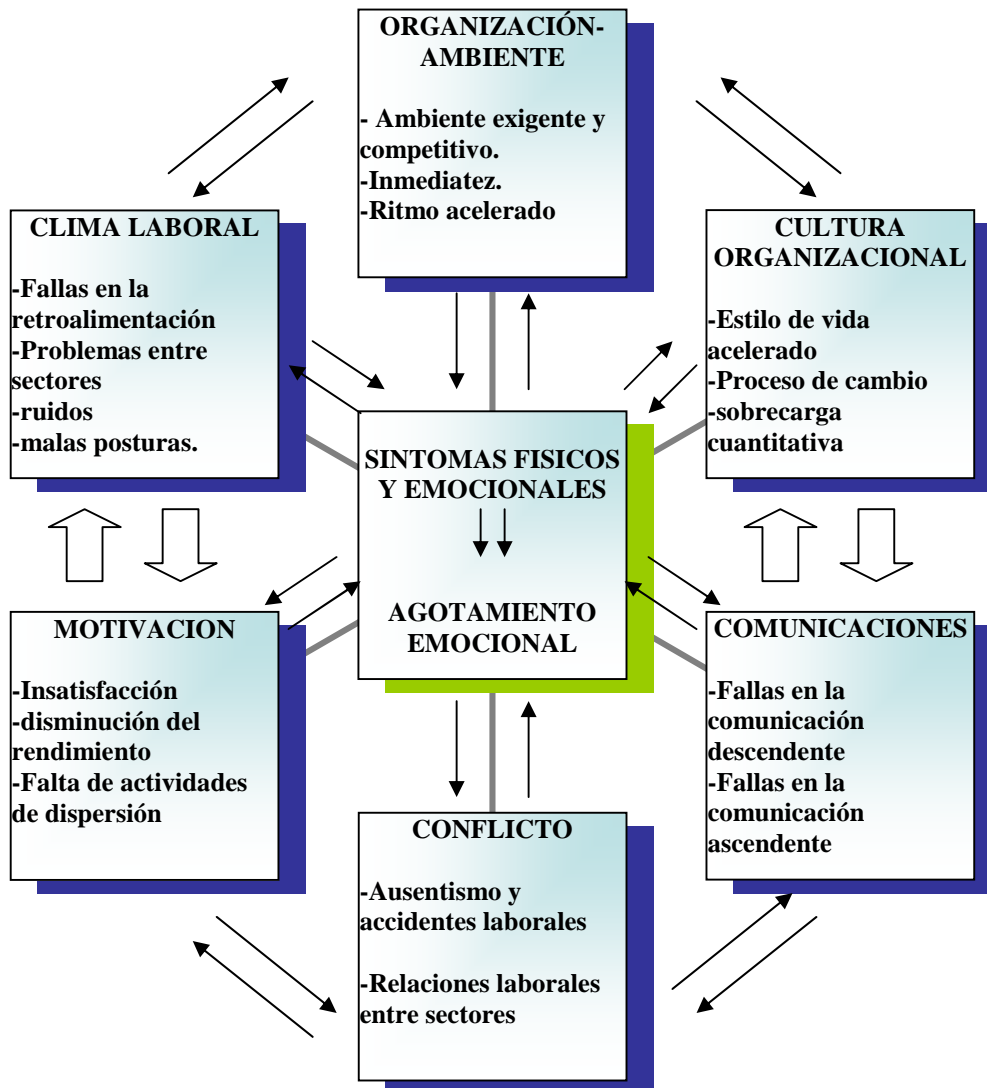 ORGANIZACIÓN-
AMBIENTE
- Ambiente exigente y
competitivo.
-Inmediatez.
-Ritmo acelerado
CLIMA LABORAL
-Fallas en la
retroalimentación
-Problemas entre
sectores
-ruidos
-malas posturas.
CULTURA
ORGANIZACIONAL
-Estilo de vida
acelerado
-Proceso de cambio
-sobrecarga
cuantitativa
SINTOMAS FISICOS
Y EMOCIONALES
AGOTAMIENTO
EMOCIONAL
MOTIVACION
-Insatisfacción
-disminución del
rendimiento
-Falta de actividades
de dispersión
COMUNICACIONES
-Fallas en la
comunicación
descendente
-Fallas en la
comunicación
ascendente
CONFLICTO
-Ausentismo y
accidentes laborales
-Relaciones laborales
entre sectores